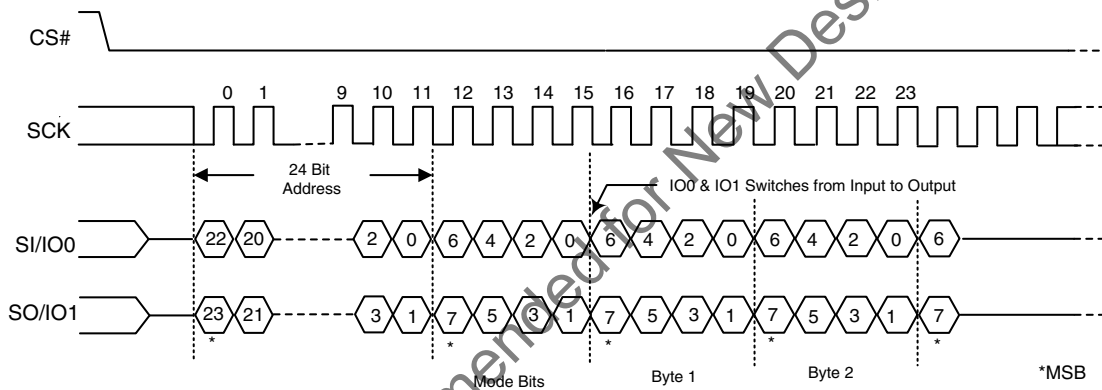 CS#
0 1 9 10 11 12 13 14 15 16 17 18 19 20 21 22 23
SCK
24 Bit
Address
IO0 & IO1 Switches from Input to Output
SI/IO0 22 20 2 0 6 4 2 0 6 4 2 0 6 4 2 0 6
SO/IO1 23 21 3 1 7 5 3 1 7 5 3 1 7 5 3 1 7
* * * * *
Mode Bits Byte 1 Byte 2 *MSB
for New